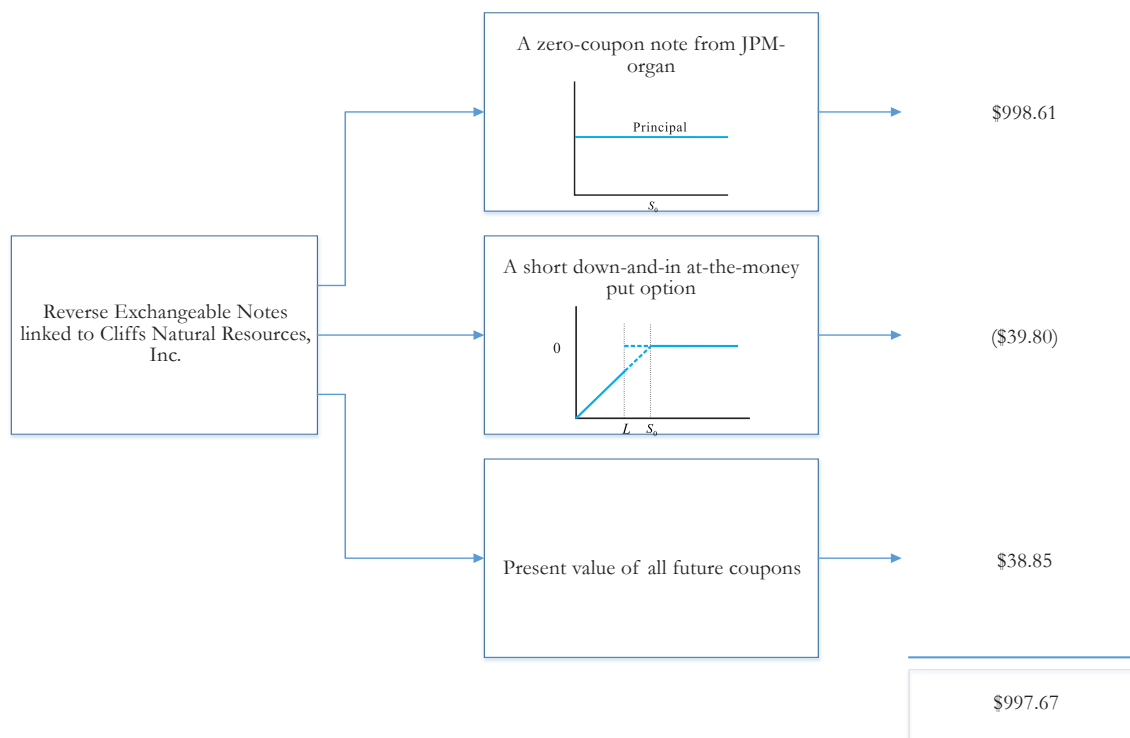 A zero-coupon note from JPM-
organ
Principal
S₀
$998.61
Reverse Exchangeable Notes
linked to Cliffs Natural Resources,
Inc.
A short down-and-in at-the-money
put option
0
L S₀
($39.80)
Present value of all future coupons
$38.85
$997.67